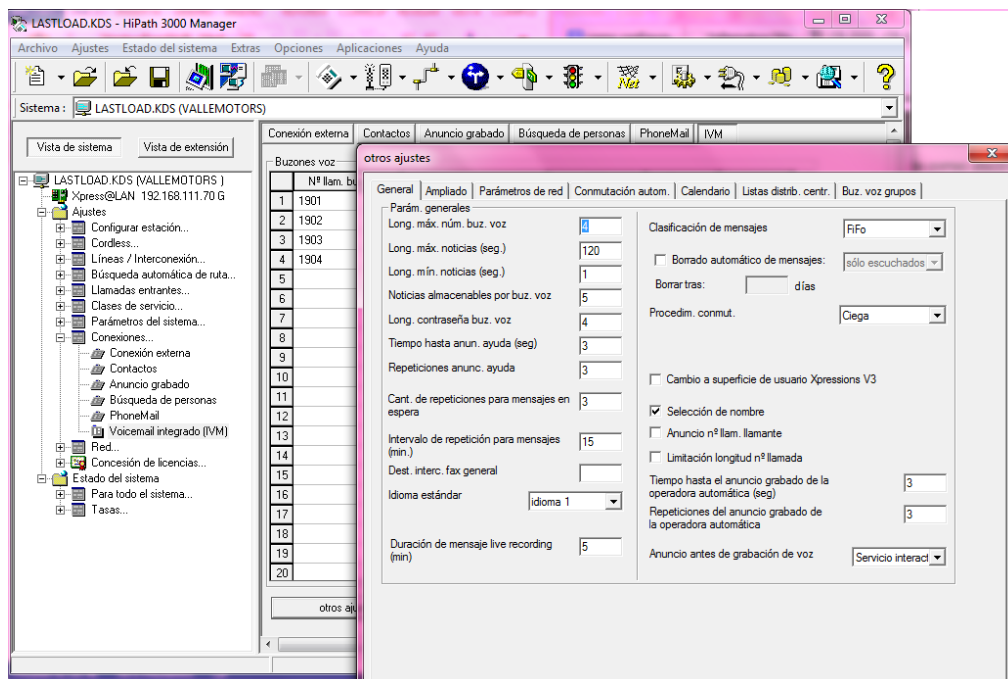 LASTLOAD.KDS - HiPath 3000 Manager
Archivo Ajustes Estado del sistema Extras Opciones Aplicaciones Ayuda
Sistema : LASTLOAD.KDS (VALLEMOTORS)
Vista de sistema Vista de extensión
LASTLOAD.KDS (VALLEMOTORS )
Xpress@LAN 192.168.111.70 G
Ajustes
Configurar estación...
Cordless...
Líneas / Interconexión...
Búsqueda automática de ruta...
Llamadas entrantes...
Clases de servicio...
Parámetros del sistema...
Conexiones...
Conexión externa
Contactos
Anuncio grabado
Búsqueda de personas
PhoneMail
Voicemail integrado (IVM)
Red...
Concesión de licencias...
Estado del sistema
Para todo el sistema...
Tasas...
Conexión externa Contactos Anuncio grabado Búsqueda de personas PhoneMail IVM
Buzones voz
Nº llam. bu
1 1901
2 1902
3 1903
4 1904
5
6
7
8
9
10
11
12
13
14
15
16
17
18
19
20
otros aju
otros ajustes
General Ampliado Parámetros de red Conmutación autom. Calendario Listas distrib. centr. Buz. voz grupos
Parám. generales
Long. máx. núm. buz. voz 4
Long. máx. noticias (seg.) 120
Long. mín. noticias (seg.) 1
Noticias almacenables por buz. voz 5
Long. contraseña buz. voz 4
Tiempo hasta anun. ayuda (seg) 3
Repeticiones anunc. ayuda 3
Cant. de repeticiones para mensajes en
espera 3
Intervalo de repetición para mensajes
(min.) 15
Dest. interc. fax general
Idioma estándar idioma 1
Duración de mensaje live recording
(min) 5
Clasificación de mensajes FiFo
Borrado automático de mensajes: sólo escuchados
Borrar tras: días
Procedim. conmut. Ciega
Cambio a superficie de usuario Xpressions V3
Selección de nombre
Anuncio nº llam. llamante
Limitación longitud nº llamada
Tiempo hasta el anuncio grabado de la
operadora automática (seg) 3
Repeticiones del anuncio grabado de
la operadora automática 3
Anuncio antes de grabación de voz Servicio interact